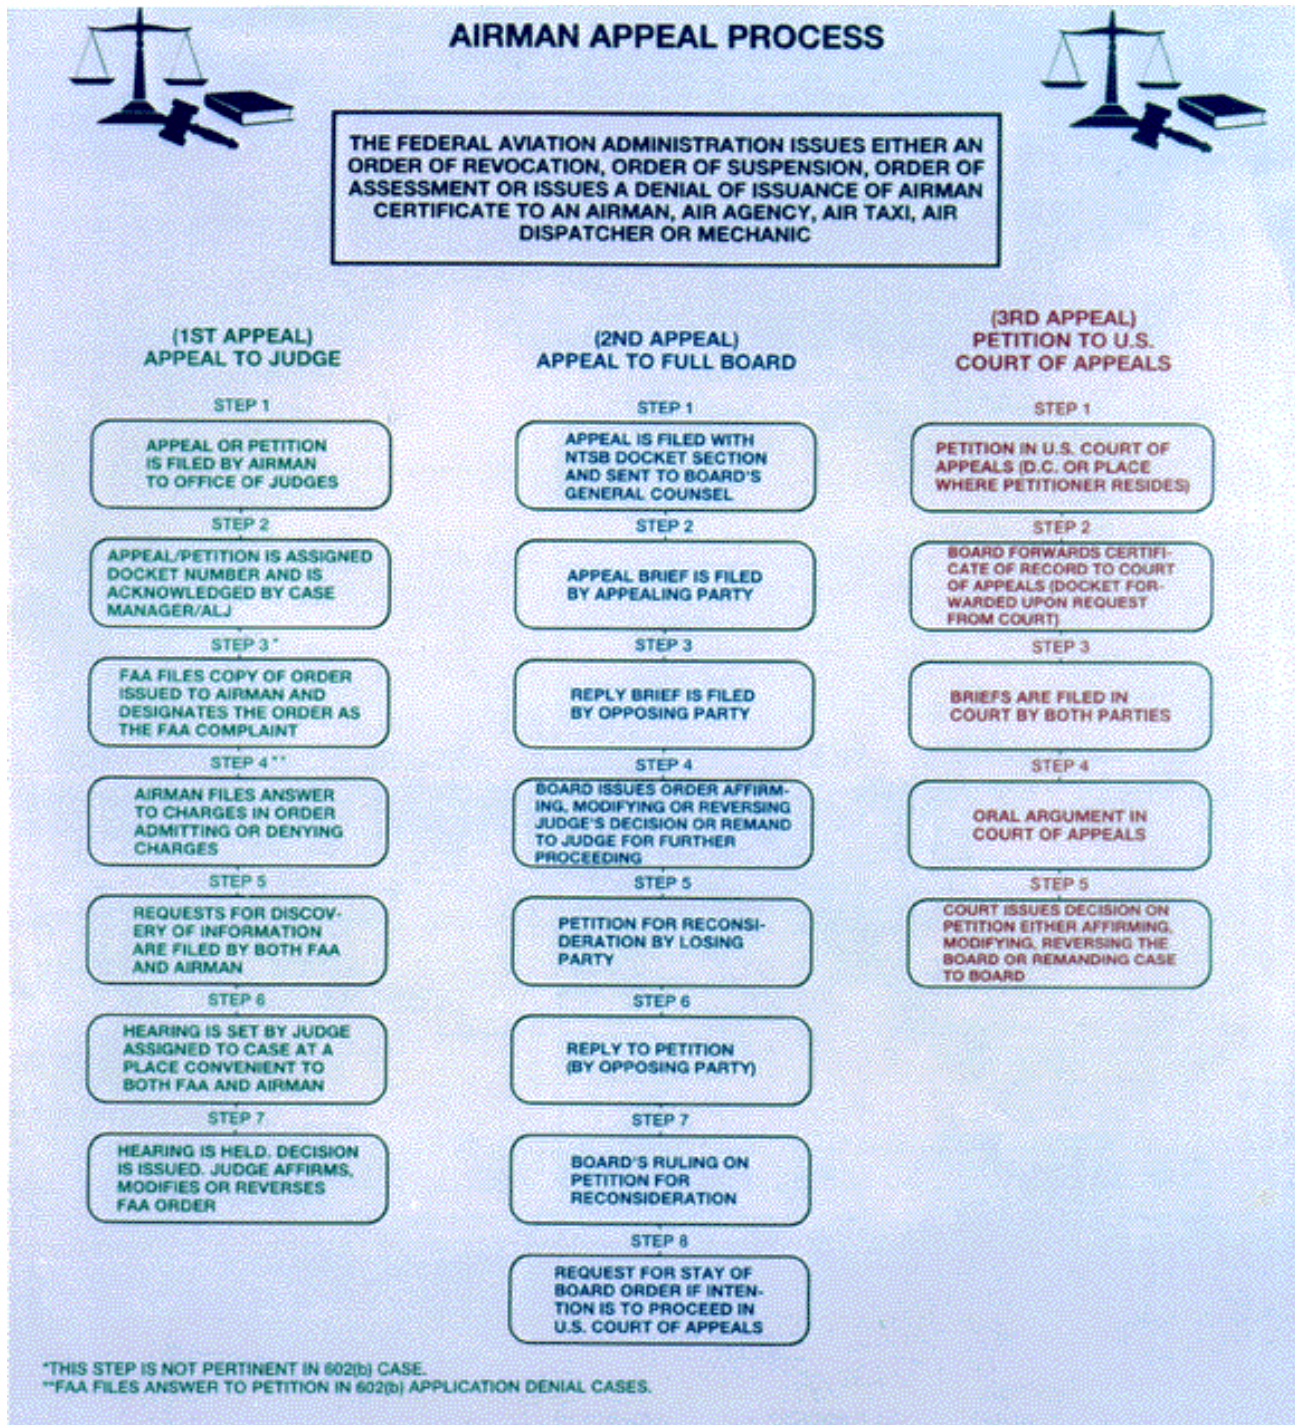 AIRMAN APPEAL PROCESS
THE FEDERAL AVIATION ADMINISTRATION ISSUES EITHER AN
ORDER OF REVOCATION, ORDER OF SUSPENSION, ORDER OF
ASSESSMENT OR ISSUES A DENIAL OF ISSUANCE OF AIRMAN
CERTIFICATE TO AN AIRMAN, AIR AGENCY, AIR TAXI, AIR
DISPATCHER OR MECHANIC
(1ST APPEAL)
APPEAL TO JUDGE
STEP 1
APPEAL OR PETITION
IS FILED BY AIRMAN
TO OFFICE OF JUDGES
STEP 2
APPEAL/PETITION IS ASSIGNED
DOCKET NUMBER AND IS
ACKNOWLEDGED BY CASE
MANAGER/ALJ
STEP 3*
FAA FILES COPY OF ORDER
ISSUED TO AIRMAN AND
DESIGNATES THE ORDER AS
THE FAA COMPLAINT
STEP 4**
AIRMAN FILES ANSWER
TO CHARGES IN ORDER
ADMITTING OR DENYING
CHARGES
STEP 5
REQUESTS FOR DISCOV-
ERY OF INFORMATION
ARE FILED BY BOTH FAA
AND AIRMAN
STEP 6
HEARING IS SET BY JUDGE
ASSIGNED TO CASE AT A
PLACE CONVENIENT TO
BOTH FAA AND AIRMAN
STEP 7
HEARING IS HELD. DECISION
IS ISSUED. JUDGE AFFIRMS,
MODIFIES OR REVERSES
FAA ORDER
(2ND APPEAL)
APPEAL TO FULL BOARD
STEP 1
APPEAL IS FILED WITH
NTSB DOCKET SECTION
AND SENT TO BOARD'S
GENERAL COUNSEL
STEP 2
APPEAL BRIEF IS FILED
BY APPEALING PARTY
STEP 3
REPLY BRIEF IS FILED
BY OPPOSING PARTY
STEP 4
BOARD ISSUES ORDER AFFIRM-
ING, MODIFYING OR REVERSING
JUDGE'S DECISION OR REMAND
TO JUDGE FOR FURTHER
PROCEEDING
STEP 5
PETITION FOR RECONSI-
DERATION BY LOSING
PARTY
STEP 6
REPLY TO PETITION
(BY OPPOSING PARTY)
STEP 7
BOARD'S RULING ON
PETITION FOR
RECONSIDERATION
STEP 8
REQUEST FOR STAY OF
BOARD ORDER IF INTEN-
TION IS TO PROCEED IN
U.S. COURT OF APPEALS
(3RD APPEAL)
PETITION TO U.S.
COURT OF APPEALS
STEP 1
PETITION IN U.S. COURT OF
APPEALS (D.C. OR PLACE
WHERE PETITIONER RESIDES)
STEP 2
BOARD FORWARDS CERTIFI-
CATE OF RECORD TO COURT
OF APPEALS (DOCKET FOR-
WARDED UPON REQUEST
FROM COURT)
STEP 3
BRIEFS ARE FILED IN
COURT BY BOTH PARTIES
STEP 4
ORAL ARGUMENT IN
COURT OF APPEALS
STEP 5
COURT ISSUES DECISION ON
PETITION EITHER AFFIRMING,
MODIFYING, REVERSING THE
BOARD OR REMANDING CASE
TO BOARD
*THIS STEP IS NOT PERTINENT IN 602(b) CASE.
**FAA FILES ANSWER TO PETITION IN 602(b) APPLICATION DENIAL CASES.